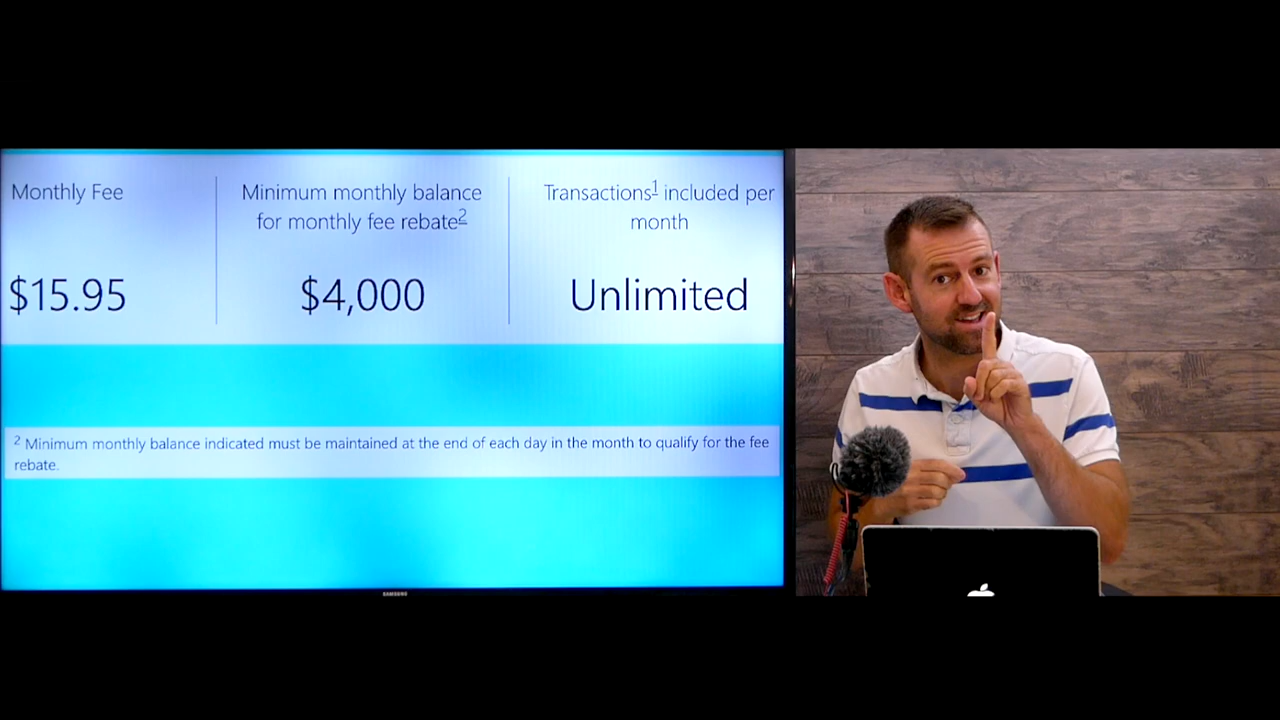 Monthly Fee
$15.95
Minimum monthly balance
for monthly fee rebate2
$4,000
Transactions1 included per
month
Unlimited
2 Minimum monthly balance indicated must be maintained at the end of each day in the month to qualify for the fee
rebate.
SAMSUNG